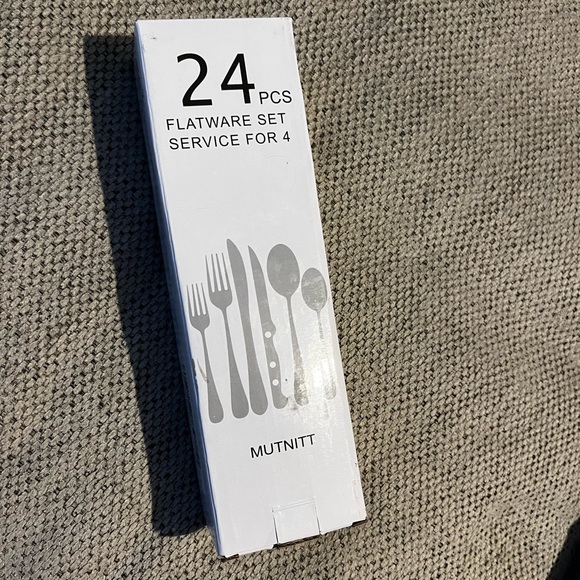 24 PCS
FLATWARE SET
SERVICE FOR 4
MUTNITT